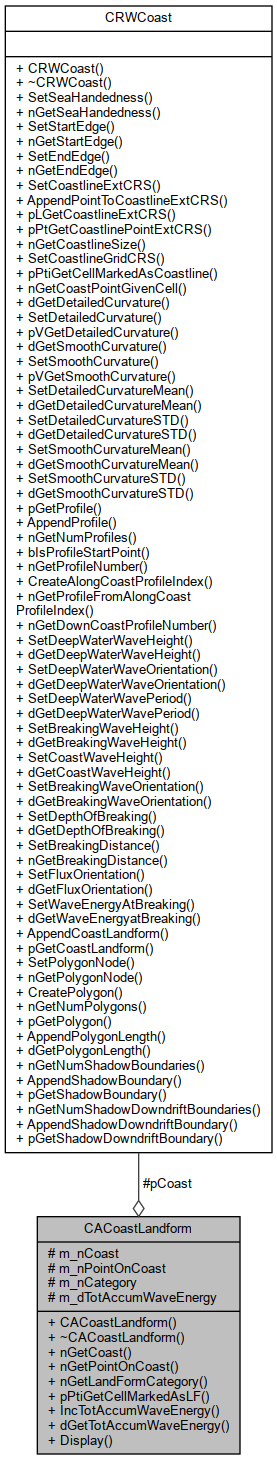 CRWCoast
+ CRWCoast()
+ ~CRWCoast()
+ SetSeaHandedness()
+ nGetSeaHandedness()
+ SetStartEdge()
+ nGetStartEdge()
+ SetEndEdge()
+ nGetEndEdge()
+ SetCoastlineExtCRS()
+ AppendPointToCoastlineExtCRS()
+ pLGetCoastlineExtCRS()
+ pPtGetCoastlinePointExtCRS()
+ nGetCoastlineSize()
+ SetCoastlineGridCRS()
+ pPtiGetCellMarkedAsCoastline()
+ nGetCoastPointGivenCell()
+ dGetDetailedCurvature()
+ SetDetailedCurvature()
+ pVGetDetailedCurvature()
+ dGetSmoothCurvature()
+ SetSmoothCurvature()
+ pVGetSmoothCurvature()
+ SetDetailedCurvatureMean()
+ dGetDetailedCurvatureMean()
+ SetDetailedCurvatureSTD()
+ dGetDetailedCurvatureSTD()
+ SetSmoothCurvatureMean()
+ dGetSmoothCurvatureMean()
+ SetSmoothCurvatureSTD()
+ dGetSmoothCurvatureSTD()
+ pGetProfile()
+ AppendProfile()
+ nGetNumProfiles()
+ bIsProfileStartPoint()
+ nGetProfileNumber()
+ CreateAlongCoastProfileIndex()
+ nGetProfileFromAlongCoast
ProfileIndex()
+ nGetDownCoastProfileNumber()
+ SetDeepWaterWaveHeight()
+ dGetDeepWaterWaveHeight()
+ SetDeepWaterWaveOrientation()
+ dGetDeepWaterWaveOrientation()
+ SetDeepWaterWavePeriod()
+ dGetDeepWaterWavePeriod()
+ SetBreakingWaveHeight()
+ dGetBreakingWaveHeight()
+ SetCoastWaveHeight()
+ dGetCoastWaveHeight()
+ SetBreakingWaveOrientation()
+ dGetBreakingWaveOrientation()
+ SetDepthOfBreaking()
+ dGetDepthOfBreaking()
+ SetBreakingDistance()
+ nGetBreakingDistance()
+ SetFluxOrientation()
+ dGetFluxOrientation()
+ SetWaveEnergyAtBreaking()
+ dGetWaveEnergyatBreaking()
+ AppendCoastLandform()
+ pGetCoastLandform()
+ SetPolygonNode()
+ nGetPolygonNode()
+ CreatePolygon()
+ nGetNumPolygons()
+ pGetPolygon()
+ AppendPolygonLength()
+ dGetPolygonLength()
+ nGetNumShadowBoundaries()
+ AppendShadowBoundary()
+ pGetShadowBoundary()
+ nGetNumShadowDowndriftBoundaries()
+ AppendShadowDowndriftBoundary()
+ pGetShadowDowndriftBoundary()
#pCoast
CACoastLandform
# m_nCoast
# m_nPointOnCoast
# m_nCategory
# m_dTotAccumWaveEnergy
+ CACoastLandform()
+ ~CACoastLandform()
+ nGetCoast()
+ nGetPointOnCoast()
+ nGetLandFormCategory()
+ pPtiGetCellMarkedAsLF()
+ IncTotAccumWaveEnergy()
+ dGetTotAccumWaveEnergy()
+ Display()